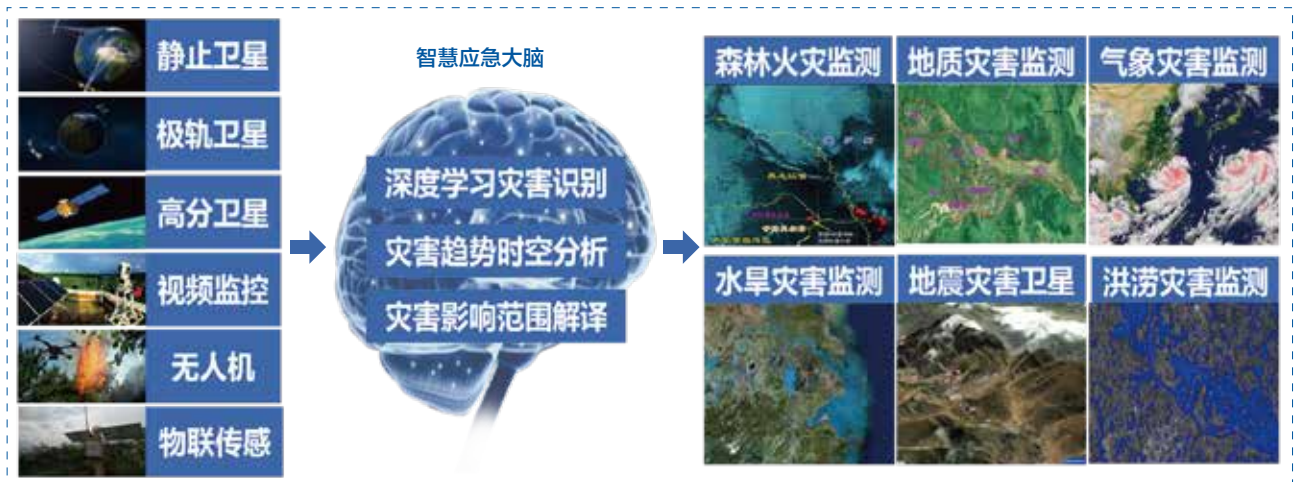 静止卫星
极轨卫星
高分卫星
视频监控
无人机
物联传感
智慧应急大脑
深度学习灾害识别
灾害趋势时空分析
灾害影响范围解译
森林火灾监测
地质灾害监测
气象灾害监测
水旱灾害监测
地震灾害卫星
洪涝灾害监测